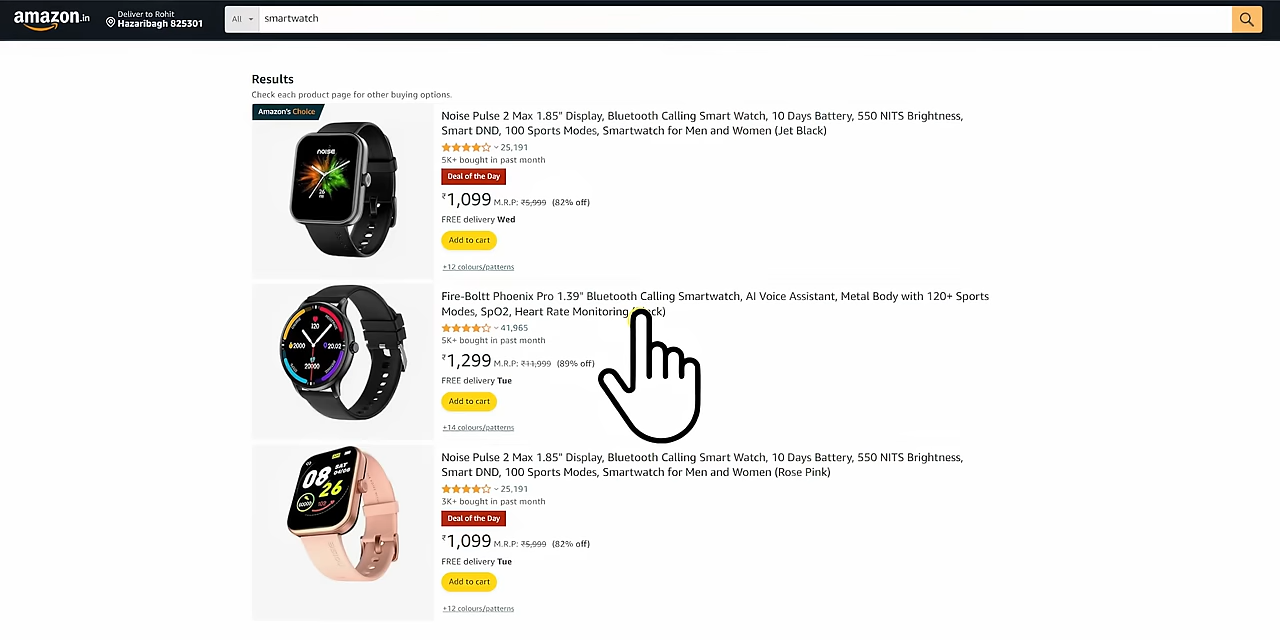 amazon.in
Deliver to Rohit
Hazaribagh 825301
All
smartwatch
Results
Check each product page for other buying options.
Amazon's Choice
NOISE
Noise Pulse 2 Max 1.85" Display, Bluetooth Calling Smart Watch, 10 Days Battery, 550 NITS Brightness,
Smart DND, 100 Sports Modes, Smartwatch for Men and Women (Jet Black)
25,191
5K+ bought in past month
Deal of the Day
₹1,099 M.R.P: ₹5,999 (82% off)
FREE delivery Wed
Add to cart
+12 colours/patterns
Fire-Boltt Phoenix Pro 1.39" Bluetooth Calling Smartwatch, AI Voice Assistant, Metal Body with 120+ Sports
Modes, SpO2, Heart Rate Monitoring
120
2000
20.02
20000
41,965
5K+ bought in past month
₹1,299 M.R.P: ₹11,999 (89% off)
FREE delivery Tue
Add to cart
+14 colours/patterns
Noise Pulse 2 Max 1.85" Display, Bluetooth Calling Smart Watch, 10 Days Battery, 550 NITS Brightness,
Smart DND, 100 Sports Modes, Smartwatch for Men and Women (Rose Pink)
08
SAT
26
25,191
3K+ bought in past month
Deal of the Day
₹1,099 M.R.P: ₹5,999 (82% off)
FREE delivery Tue
Add to cart
+12 colours/patterns